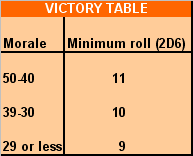 VICTORY TABLE
Morale Minimum roll (2D6)
50-40 11
39-30 10
29 or less 9